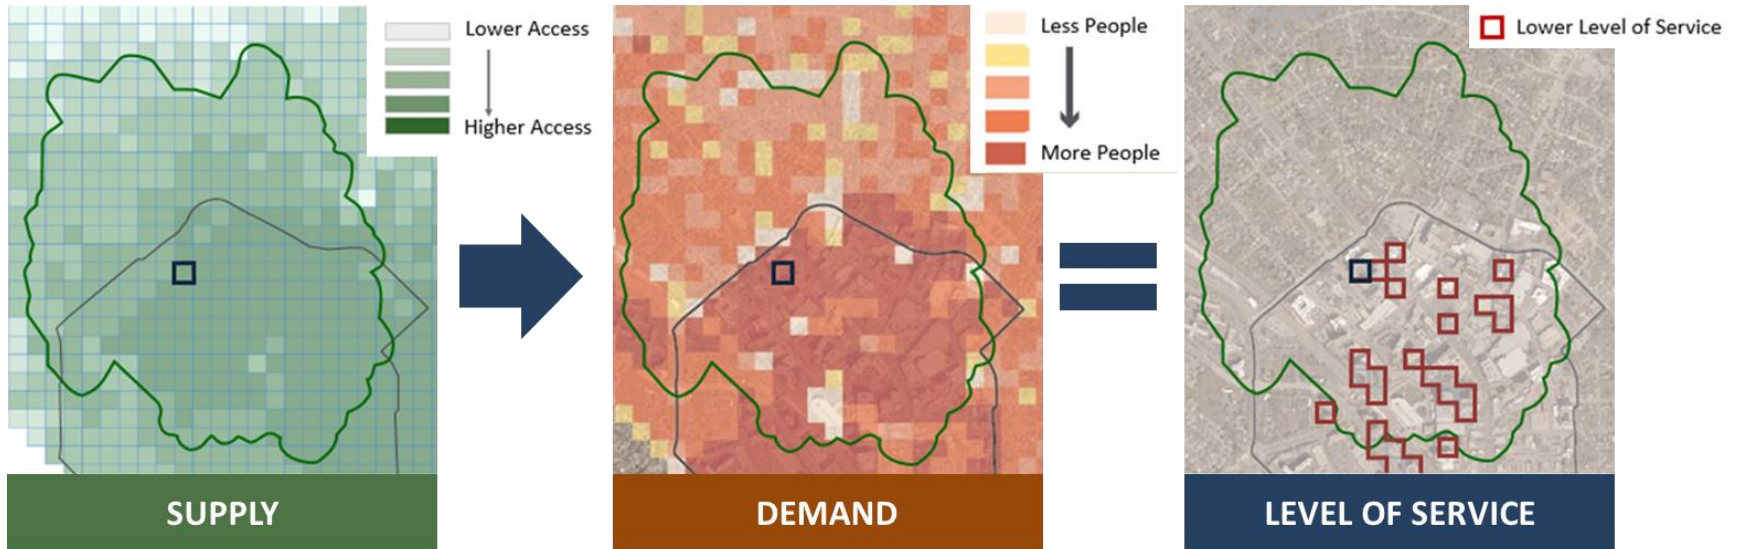 Lower Access
Higher Access
SUPPLY
Less People
More People
DEMAND
Lower Level of Service
LEVEL OF SERVICE